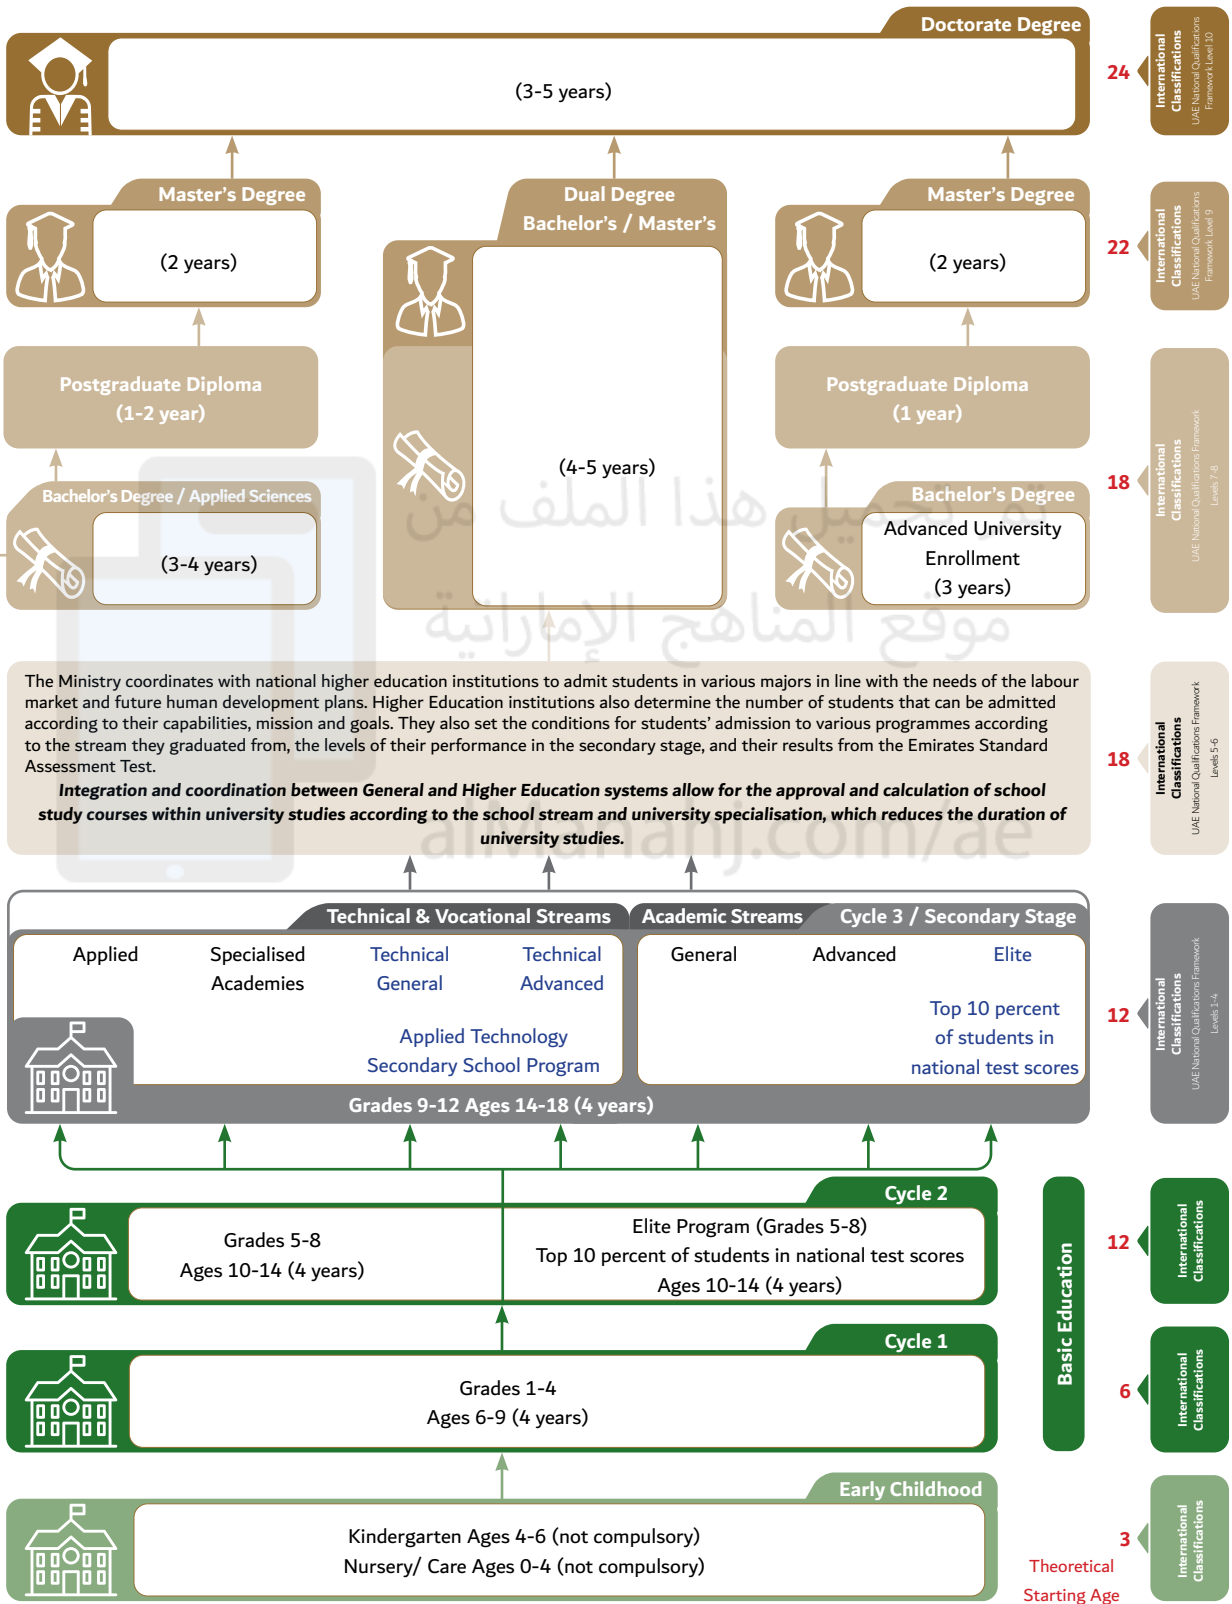 Doctorate Degree
(3-5 years)
24
International
Classifications
UAE National Qualifications
Framework Level 10
Master's Degree
(2 years)
Dual Degree
Bachelor's / Master's
(4-5 years)
Master's Degree
(2 years)
22
International
Classifications
UAE National Qualifications
Framework Level 9
Postgraduate Diploma
(1-2 year)
Postgraduate Diploma
(1 year)
Bachelor's Degree / Applied Sciences
(3-4 years)
Bachelor's Degree
Advanced University
Enrollment
(3 years)
18
International
Classifications
UAE National Qualifications Framework
Levels 7-8
تم تحميل هذا الملف من
موقع المناهج الإماراتية
alManahj.com/ae
The Ministry coordinates with national higher education institutions to admit students in various majors in line with the needs of the labour
market and future human development plans. Higher Education institutions also determine the number of students that can be admitted
according to their capabilities, mission and goals. They also set the conditions for students' admission to various programmes according
to the stream they graduated from, the levels of their performance in the secondary stage, and their results from the Emirates Standard
Assessment Test.
Integration and coordination between General and Higher Education systems allow for the approval and calculation of school
study courses within university studies according to the school stream and university specialisation, which reduces the duration of
university studies.
18
International
Classifications
UAE National Qualifications Framework
Levels 5-6
Technical & Vocational Streams
Academic Streams
Cycle 3 / Secondary Stage
Applied
Specialised
Academies
Technical
General
Technical
Advanced
Applied Technology
Secondary School Program
General
Advanced
Elite
Top 10 percent
of students in
national test scores
Grades 9-12 Ages 14-18 (4 years)
12
International
Classifications
UAE National Qualifications Framework
Levels 1-4
Cycle 2
Grades 5-8
Ages 10-14 (4 years)
Elite Program (Grades 5-8)
Top 10 percent of students in national test scores
Ages 10-14 (4 years)
12
International
Classifications
Basic Education
Cycle 1
Grades 1-4
Ages 6-9 (4 years)
6
International
Classifications
Early Childhood
Kindergarten Ages 4-6 (not compulsory)
Nursery/ Care Ages 0-4 (not compulsory)
3
Theoretical
Starting Age
International
Classifications